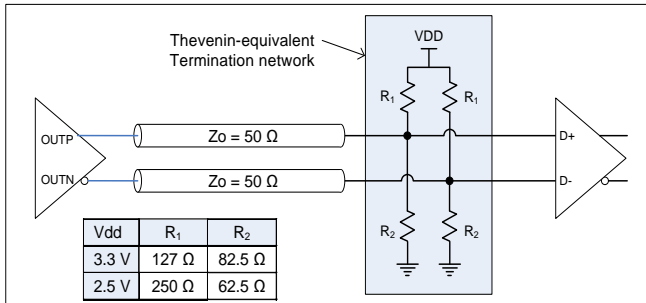 Thevenin-equivalent
Termination network
VDD
R1 R1
OUTP Zo = 50 Ω D+
OUTN Zo = 50 Ω D-
R2 R2
Vdd R1 R2
3.3 V 127 Ω 82.5 Ω
2.5 V 250 Ω 62.5 Ω